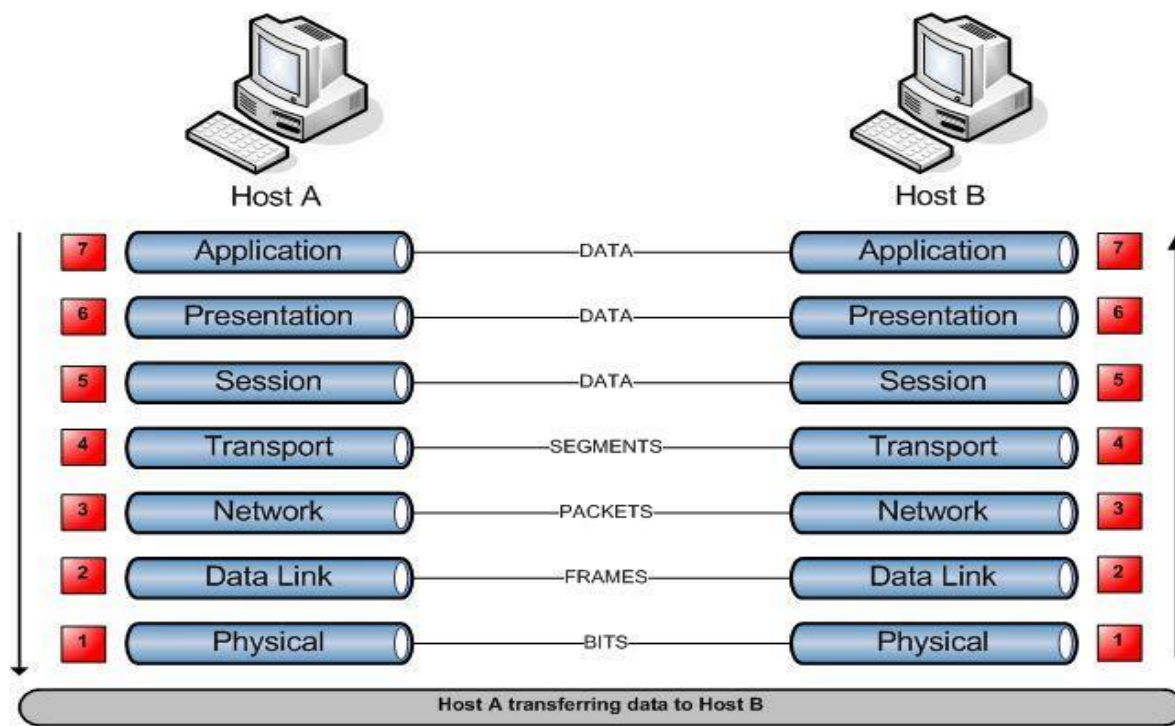 Host A Host B
7 Application DATA Application 7
6 Presentation DATA Presentation 6
5 Session DATA Session 5
4 Transport SEGMENTS Transport 4
3 Network PACKETS Network 3
2 Data Link FRAMES Data Link 2
1 Physical BITS Physical 1
Host A transferring data to Host B